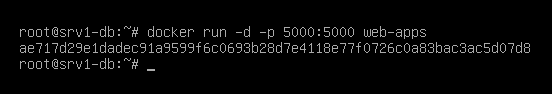 root@srv1-db:~# docker run -d -p 5000:5000 web-apps
ae717d29e1dadec91a9599f6c0693b28d7e4118e77f0726c0a83bac3ac5d07d8
root@srv1-db:~# _